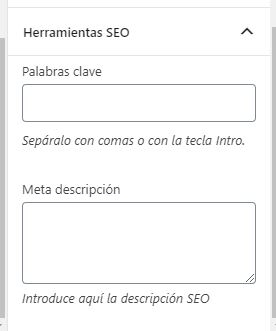 Herramientas SEO
Palabras clave
Sepáralo con comas o con la tecla Intro.
Meta descripción
Introduce aquí la descripción SEO